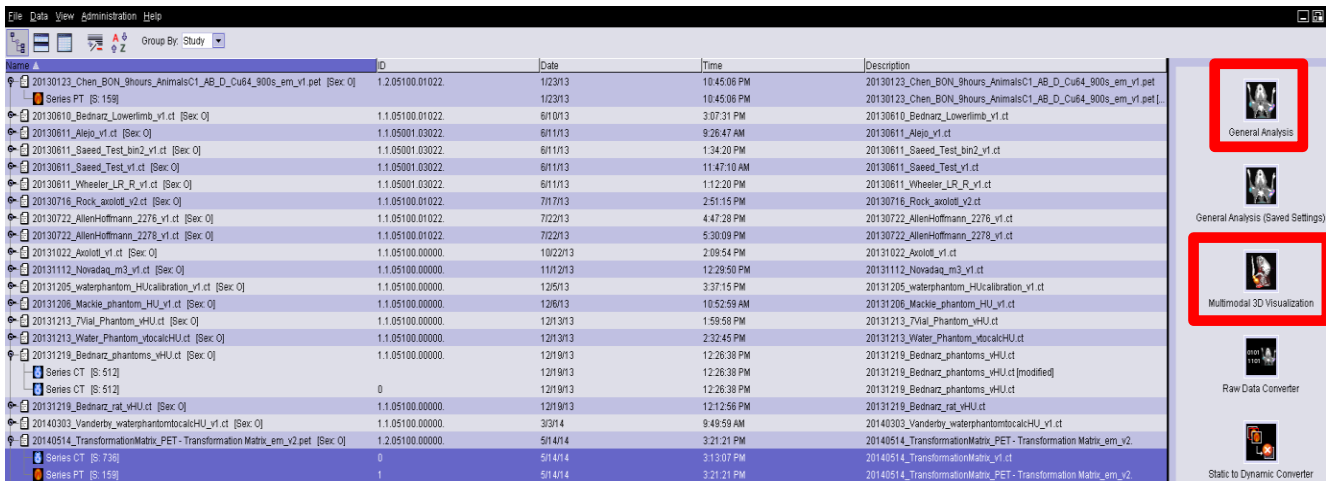 File Data View Administration Help
Group By: Study
Name ID Date Time Description
20130123_Chen_BON_9hours_AnimalsC1_AB_D_Cu64_900s_em_v1.pet [Sex: O] 1.2.05100.01022. 1/23/13 10:45:06 PM 20130123_Chen_BON_9hours_AnimalsC1_AB_D_Cu64_900s_em_v1.pet
Series PT [S: 159] 1/23/13 10:45:06 PM 20130123_Chen_BON_9hours_AnimalsC1_AB_D_Cu64_900s_em_v1.pet [...
20130610_Bednarz_Lowerlimb_v1.ct [Sex: O] 1.1.05100.01022. 6/10/13 3:07:31 PM 20130610_Bednarz_Lowerlimb_v1.ct
20130611_Alejo_v1.ct [Sex: O] 1.1.05001.03022. 6/11/13 9:26:47 AM 20130611_Alejo_v1.ct
20130611_Saeed_Test_bin2_v1.ct [Sex: O] 1.1.05001.03022. 6/11/13 1:34:20 PM 20130611_Saeed_Test_bin2_v1.ct
20130611_Saeed_Test_v1.ct [Sex: O] 1.1.05001.03022. 6/11/13 11:47:10 AM 20130611_Saeed_Test_v1.ct
20130611_Wheeler_LR_R_v1.ct [Sex: O] 1.1.05001.03022. 6/11/13 1:12:20 PM 20130611_Wheeler_LR_R_v1.ct
20130716_Rock_axolotl_v2.ct [Sex: O] 1.1.05100.01022. 7/17/13 2:51:15 PM 20130716_Rock_axolotl_v2.ct
20130722_AllenHoffmann_2276_v1.ct [Sex: O] 1.1.05100.01022. 7/22/13 4:47:28 PM 20130722_AllenHoffmann_2276_v1.ct
20130722_AllenHoffmann_2278_v1.ct [Sex: O] 1.1.05100.01022. 7/22/13 5:30:09 PM 20130722_AllenHoffmann_2278_v1.ct
20131022_Axolotl_v1.ct [Sex: O] 1.1.05100.00000. 10/22/13 2:09:54 PM 20131022_Axolotl_v1.ct
20131112_Novadaq_m3_v1.ct [Sex: O] 1.1.05100.00000. 11/12/13 12:29:50 PM 20131112_Novadaq_m3_v1.ct
20131205_waterphantom_HUcalibration_v1.ct [Sex: O] 1.1.05100.00000. 12/5/13 3:37:15 PM 20131205_waterphantom_HUcalibration_v1.ct
20131206_Mackie_phantom_HU_v1.ct [Sex: O] 1.1.05100.00000. 12/6/13 10:52:59 AM 20131206_Mackie_phantom_HU_v1.ct
20131213_7Vial_Phantom_vHU.ct [Sex: O] 1.1.05100.00000. 12/13/13 1:59:58 PM 20131213_7Vial_Phantom_vHU.ct
20131213_Water_Phantom_vtocalcHU.ct [Sex: O] 1.1.05100.00000. 12/13/13 2:32:45 PM 20131213_Water_Phantom_vtocalcHU.ct
20131219_Bednarz_phantoms_vHU.ct [Sex: O] 1.1.05100.00000. 12/19/13 12:26:38 PM 20131219_Bednarz_phantoms_vHU.ct
Series CT [S: 512] 12/19/13 12:26:38 PM 20131219_Bednarz_phantoms_vHU.ct [modified]
Series CT [S: 512] 0 12/19/13 12:26:38 PM 20131219_Bednarz_phantoms_vHU.ct
20131219_Bednarz_rat_vHU.ct [Sex: O] 1.1.05100.00000. 12/19/13 12:12:56 PM 20131219_Bednarz_rat_vHU.ct
20140303_Vanderby_waterphantomtocalcHU_v1.ct [Sex: O] 1.1.05100.00000. 3/3/14 9:49:59 AM 20140303_Vanderby_waterphantomtocalcHU_v1.ct
20140514_TransformationMatrix_PET - Transformation Matrix_em_v2.pet [Sex: O] 1.2.05100.00000. 5/14/14 3:21:21 PM 20140514_TransformationMatrix_PET - Transformation Matrix_em_v2.
Series CT [S: 736] 0 5/14/14 3:13:07 PM 20140514_TransformationMatrix_v1.ct
Series PT [S: 159] 1 5/14/14 3:21:21 PM 20140514_TransformationMatrix_PET - Transformation Matrix_em_v2.
General Analysis
General Analysis (Saved Settings)
Multimodal 3D Visualization
0101
1101
Raw Data Converter
Static to Dynamic Converter